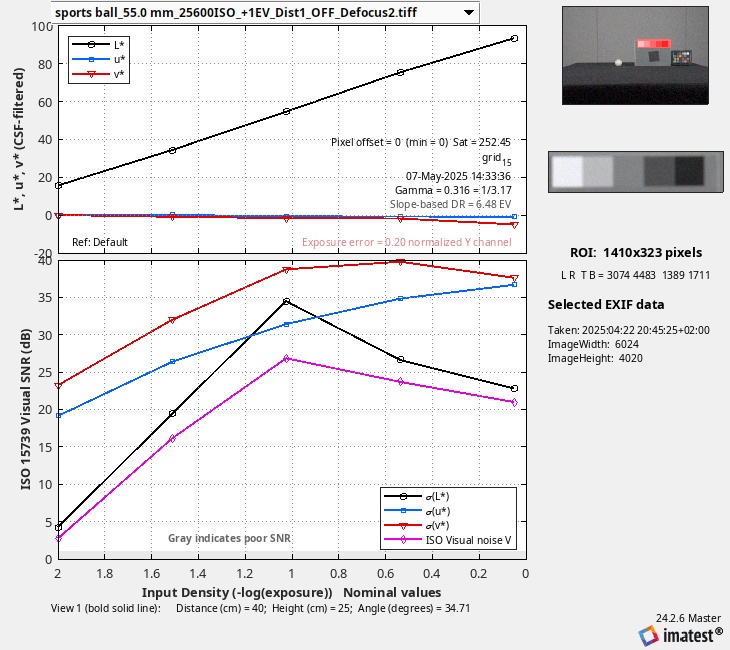 sports ball_55.0 mm_25600ISO_+1EV_Dist1_OFF_Defocus2.tiff
100
80
60
40
20
0
-20
L*, u*, v* (CSF-filtered)
L*
u*
v*
Pixel offset = 0 (min = 0) Sat = 252.45
grid15
07-May-2025 14:33:36
Gamma = 0.316 = 1/3.17
Slope-based DR = 6.48 EV
Ref: Default
Exposure error = 0.20 normalized Y channel
40
35
30
25
20
15
10
5
0
ISO 15739 Visual SNR (dB)
σ(L*)
σ(u*)
σ(v*)
ISO Visual noise V
Gray indicates poor SNR
2 1.8 1.6 1.4 1.2 1 0.8 0.6 0.4 0.2 0
Input Density (-log(exposure)) Nominal values
View 1 (bold solid line): Distance (cm) = 40; Height (cm) = 25; Angle (degrees) = 34.71
ROI: 1410x323 pixels
L R T B = 3074 4483 1389 1711
Selected EXIF data
Taken: 2025:04:22 20:45:25+02:00
ImageWidth: 6024
ImageHeight: 4020
24.2.6 Master
imatest®